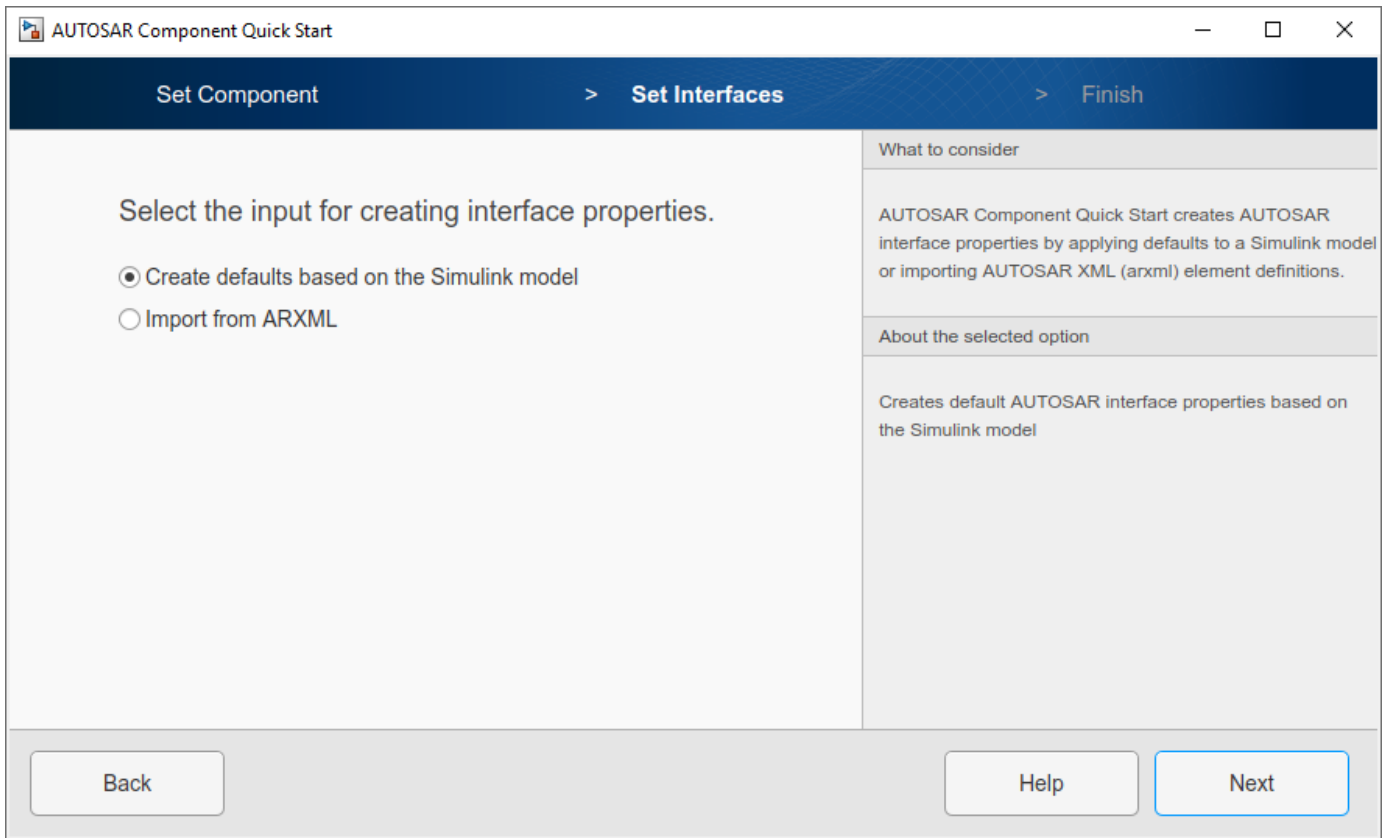 AUTOSAR Component Quick Start
Set Component > Set Interfaces > Finish
Select the input for creating interface properties.
Create defaults based on the Simulink model
Import from ARXML
What to consider
AUTOSAR Component Quick Start creates AUTOSAR
interface properties by applying defaults to a Simulink model
or importing AUTOSAR XML (arxml) element definitions.
About the selected option
Creates default AUTOSAR interface properties based on
the Simulink model
Back Help Next